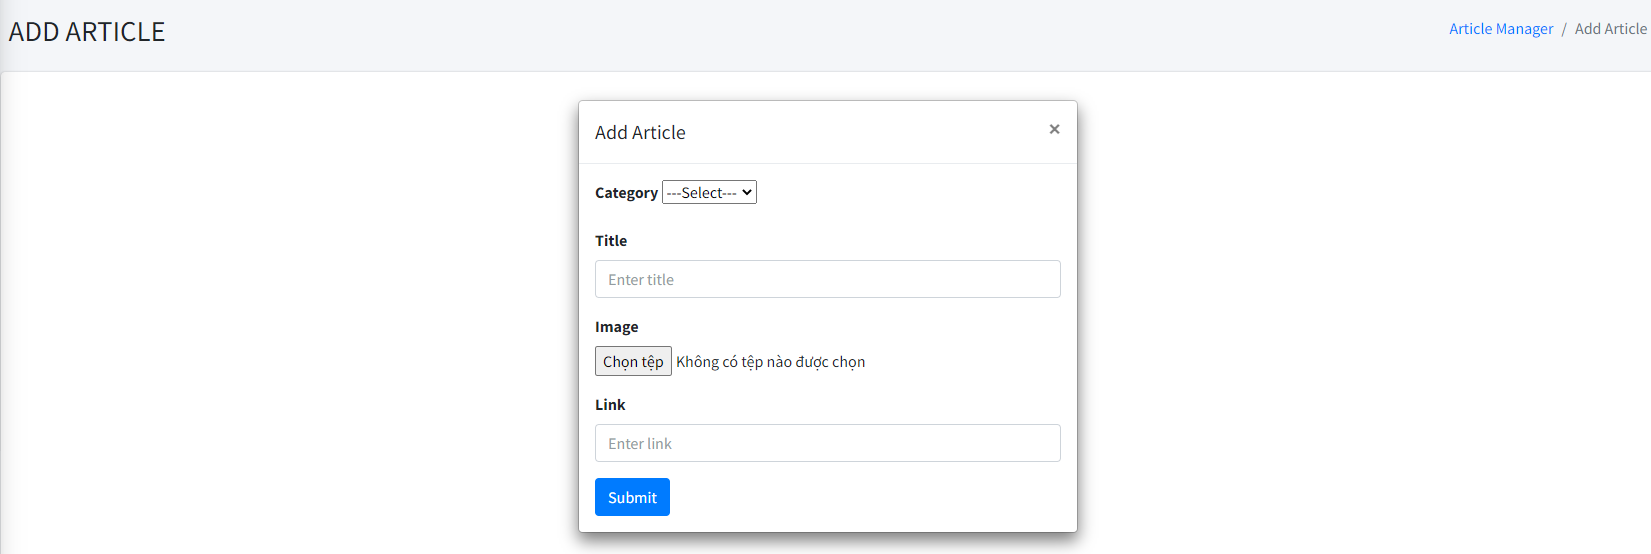 ADD ARTICLE
Article Manager / Add Article
Add Article ×
Category ---Select---
Title
Enter title
Image
Chọn tệp Không có tệp nào được chọn
Link
Enter link
Submit